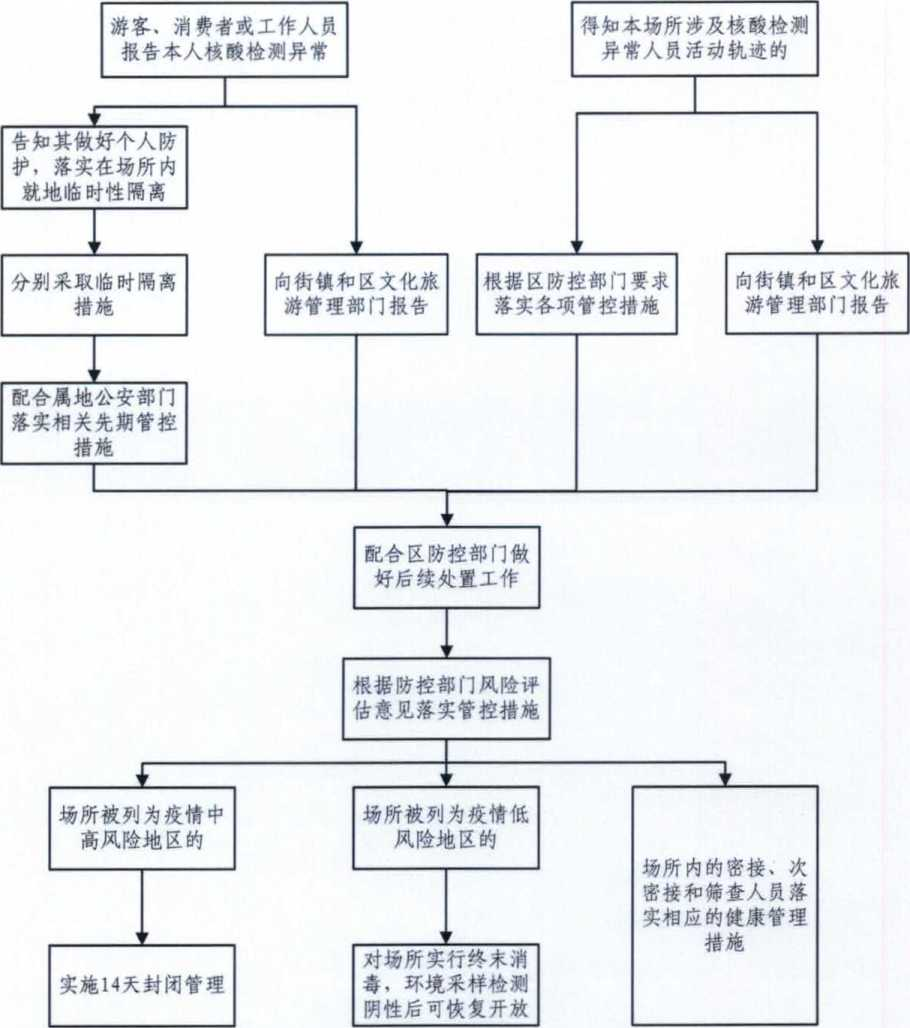 游客、消费者或工作人员
报告本人核酸检测异常
得知本场所涉及核酸检测
异常人员活动轨迹的
告知其做好个人防
护，落实在场所内
就地临时性隔离
分别采取临时隔离
措施
向街镇和区文化旅
游管理部门报告
根据区防控部门要求
落实各项管控措施
向街镇和区文化旅
游管理部门报告
配合属地公安部门
落实相关先期管控
措施
配合区防控部门做
好后续处置工作
根据防控部门风险评
估意见落实管控措施
场所被列为疫情中
高风险地区的
场所被列为疫情低
风险地区的
场所内的密接、次
密接和筛查人员落
实相应的健康管理
措施
实施14天封闭管理
对场所实行终末消
毒，环境采样检测
阴性后可恢复开放